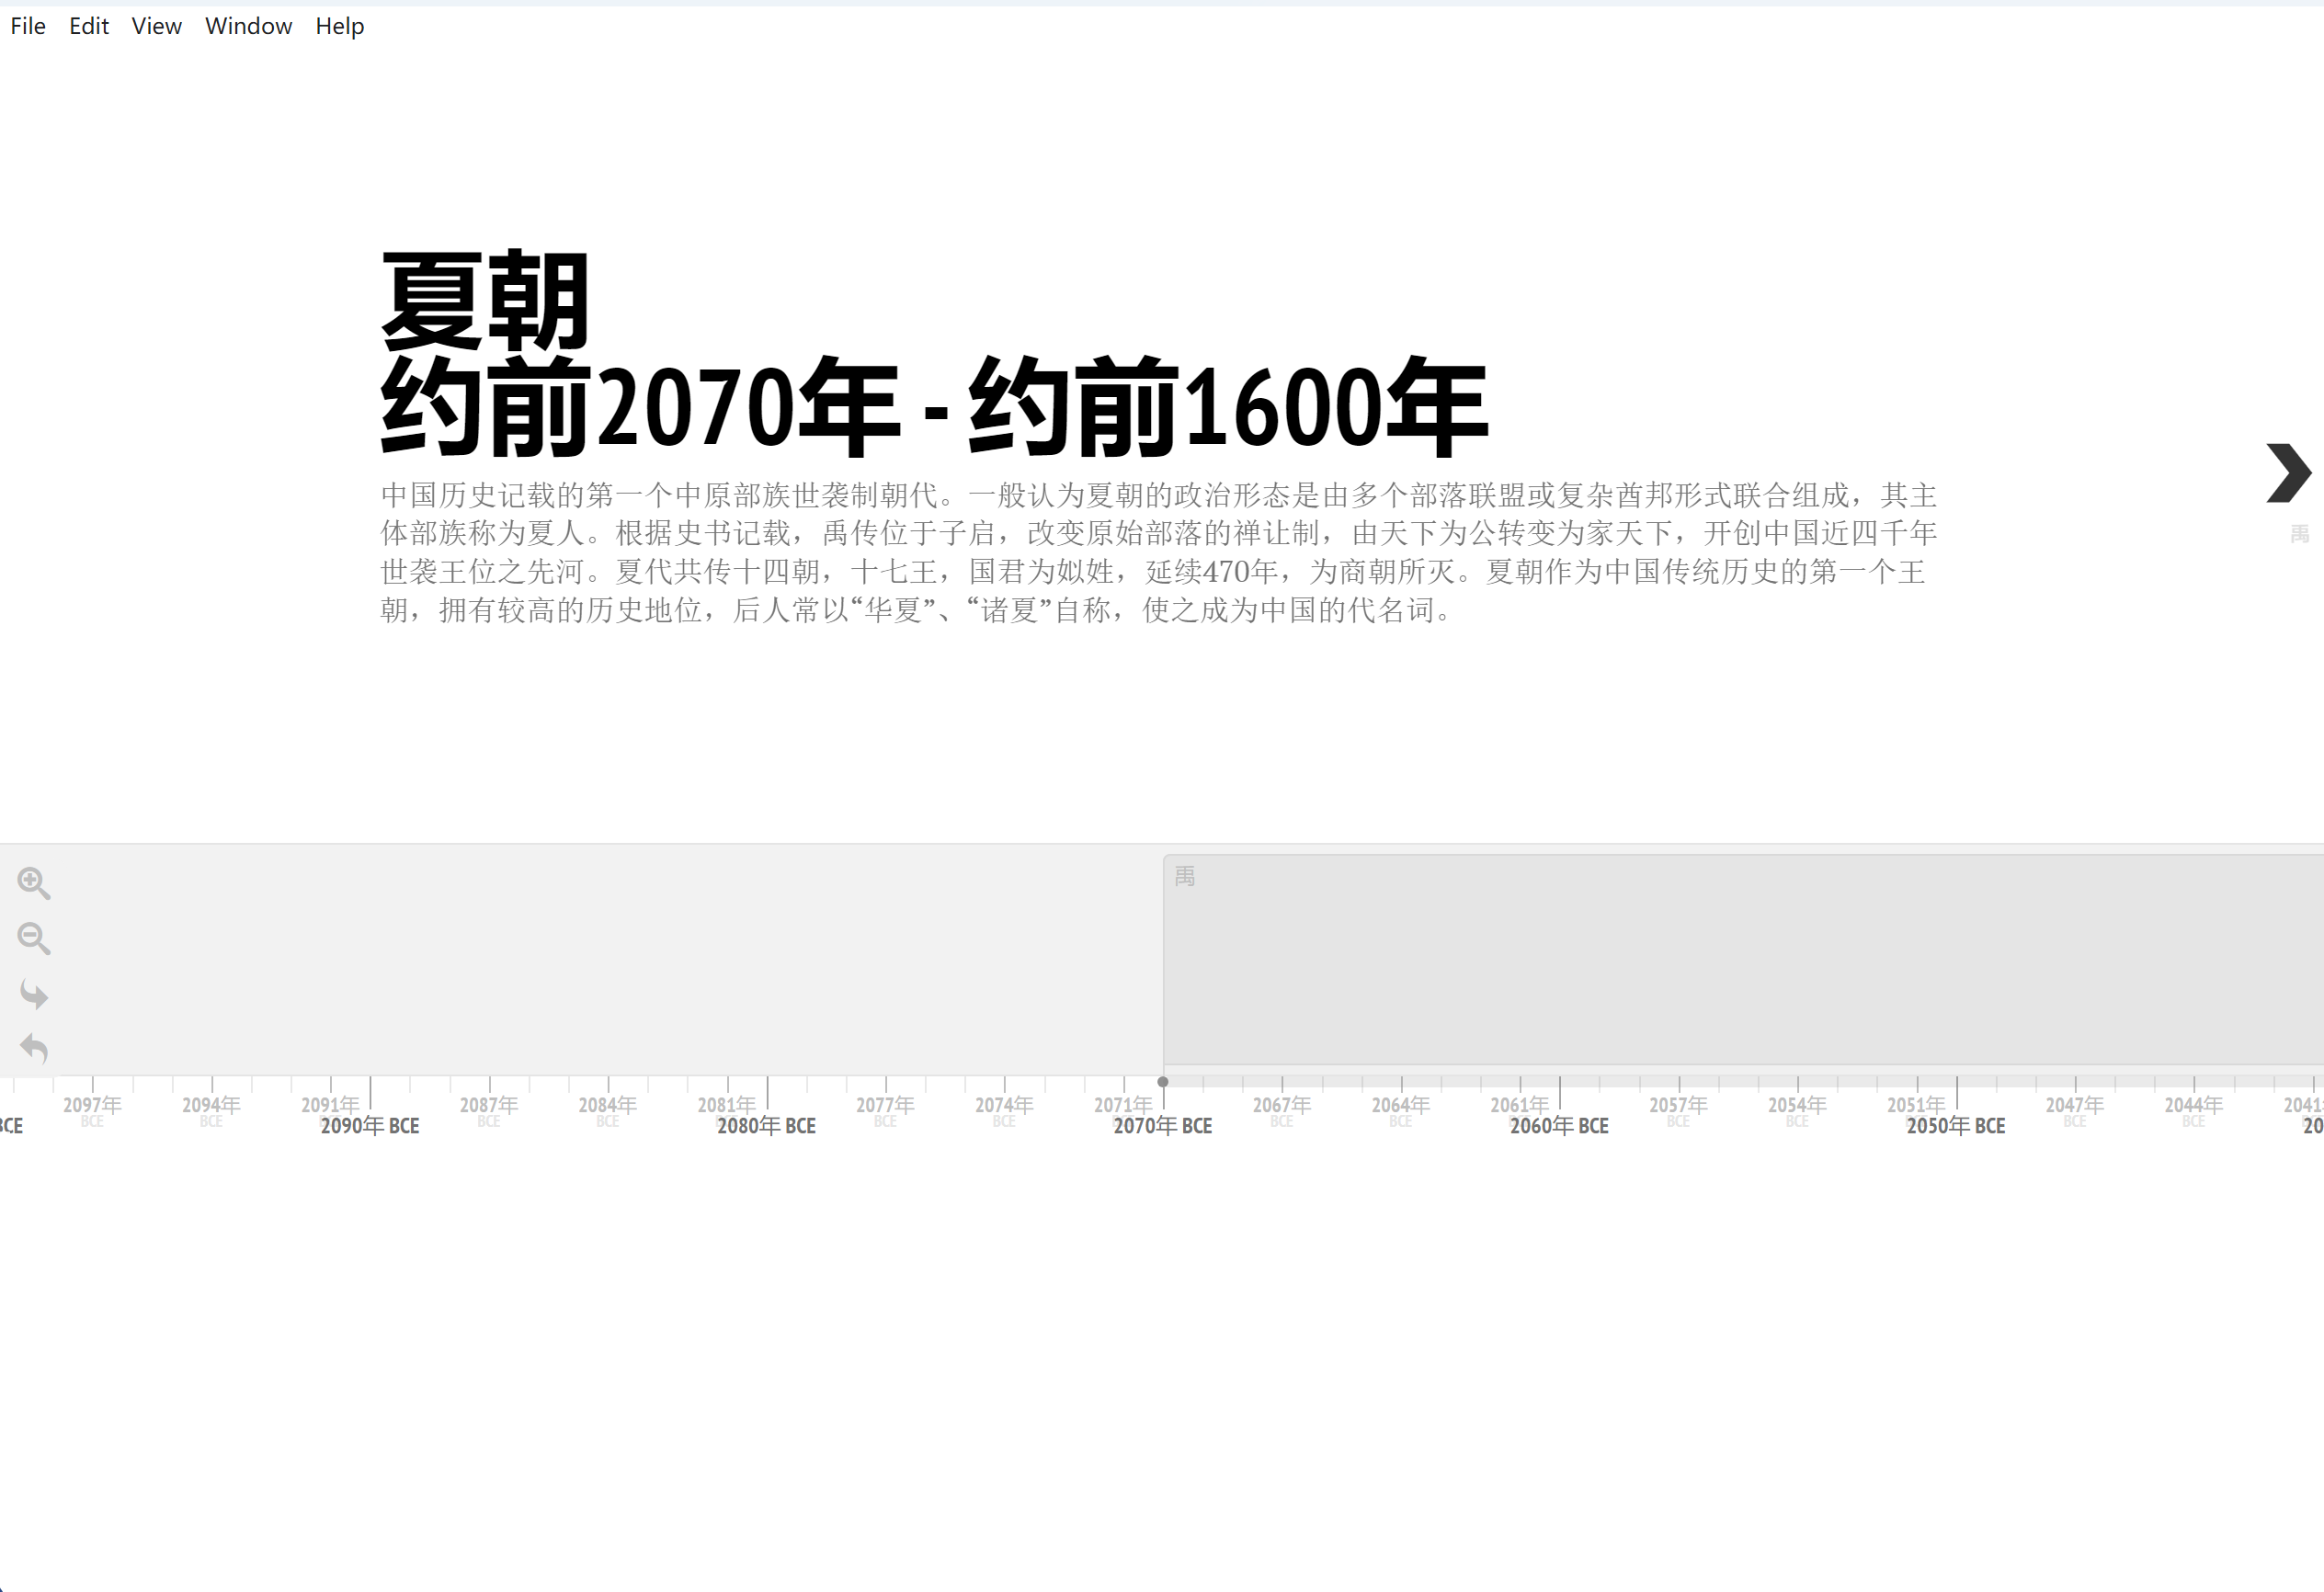 File Edit View Window Help
夏朝
约前2070年 - 约前1600年
中国历史记载的第一个中原部族世袭制朝代。一般认为夏朝的政治形态是由多个部落联盟或复杂酋邦形式联合组成，其主
体部族称为夏人。根据史书记载，禹传位于子启，改变原始部落的禅让制，由天下为公转变为家天下，开创中国近四千年
世袭王位之先河。夏代共传十四朝，十七王，国君为姒姓，延续470年，为商朝所灭。夏朝作为中国传统历史的第一个王
朝，拥有较高的历史地位，后人常以“华夏”、“诸夏”自称，使之成为中国的代名词。
禹
禹
2097年 2094年 2091年 2087年 2084年 2081年 2077年 2074年 2071年 2067年 2064年 2061年 2057年 2054年 2051年 2047年 2044年 2041
BCE BCE BCE BCE BCE BCE BCE BCE BCE BCE BCE BCE
BCE 2090年 BCE 2080年 BCE 2070年 BCE 2060年 BCE 2050年 BCE 20